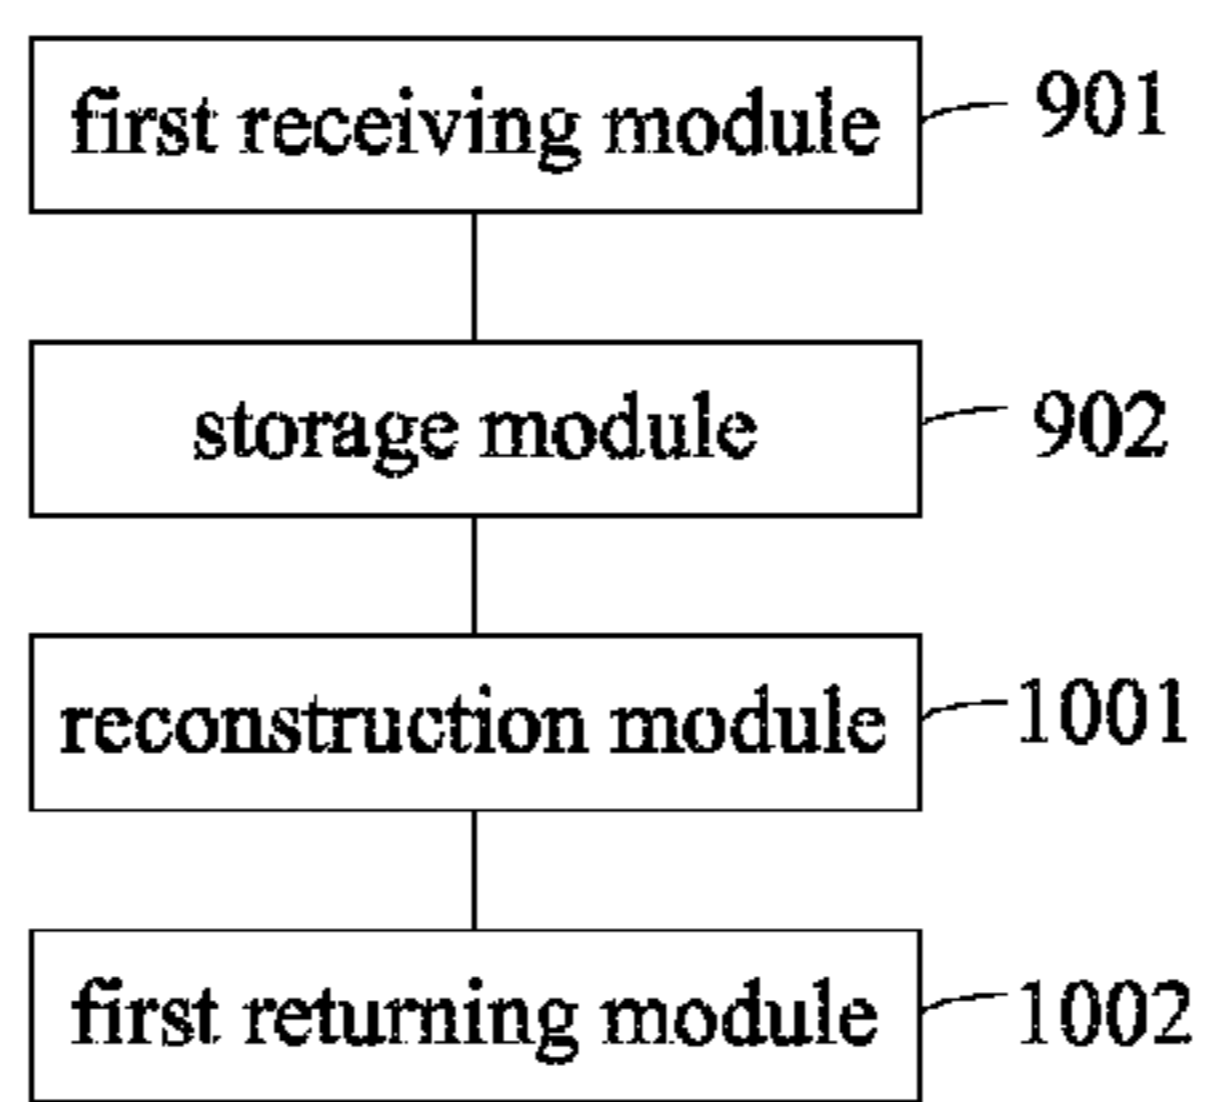 first receiving module 901
storage module 902
reconstruction module 1001
first returning module 1002